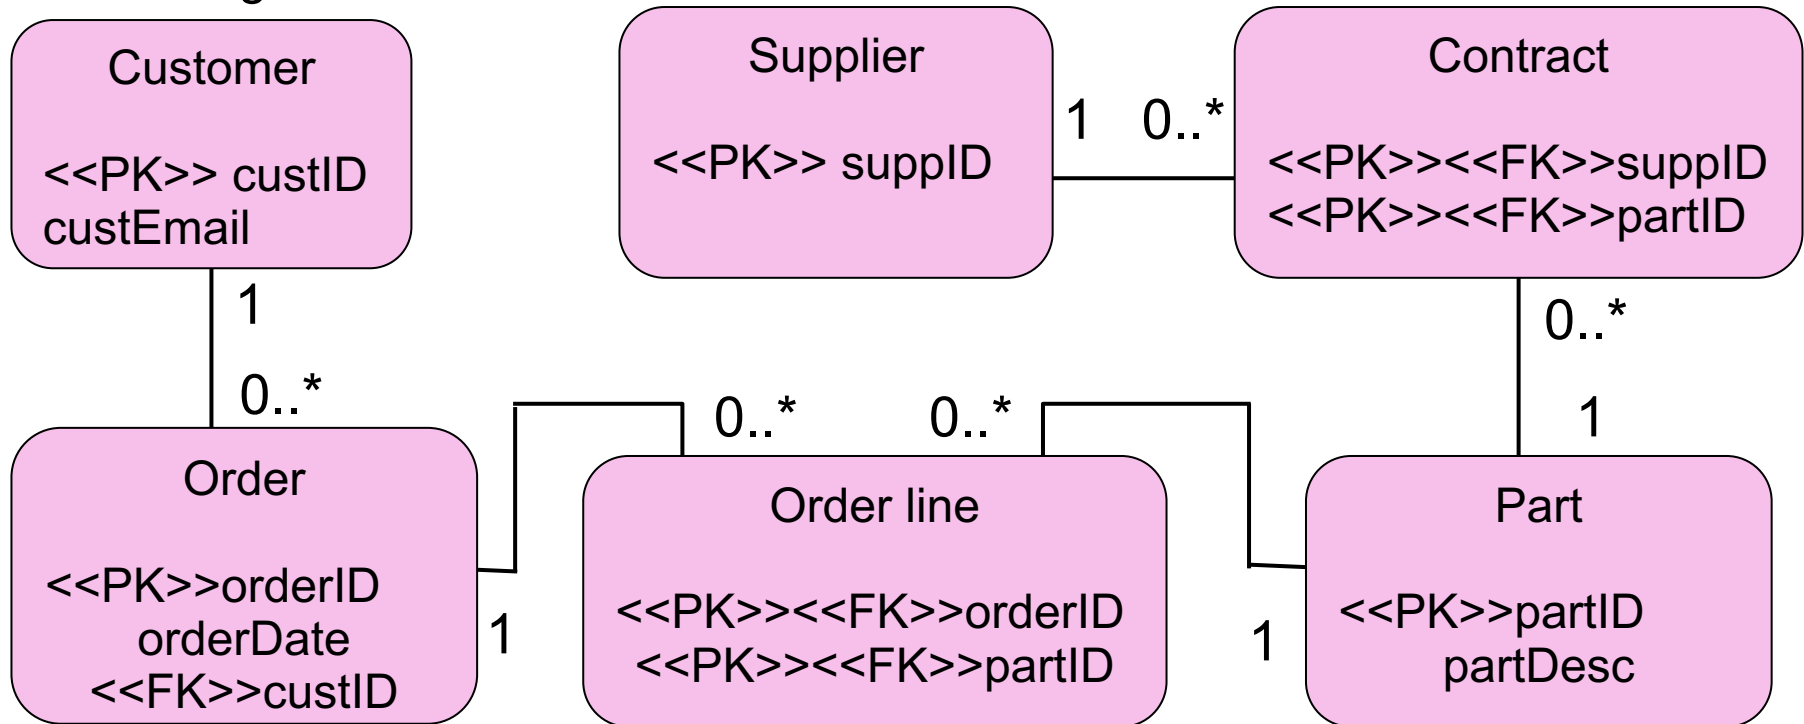 Customer
<<PK>> custID
custEmail
Supplier
<<PK>> suppID
Contract
<<PK>><<FK>>suppID
<<PK>><<FK>>partID
1
0..*
1
0..*
0..*
1
Order
<<PK>>orderID
orderDate
<<FK>>custID
1
0..*
0..*
Order line
<<PK>><<FK>>orderID
<<PK>><<FK>>partID
1
Part
<<PK>>partID
partDesc